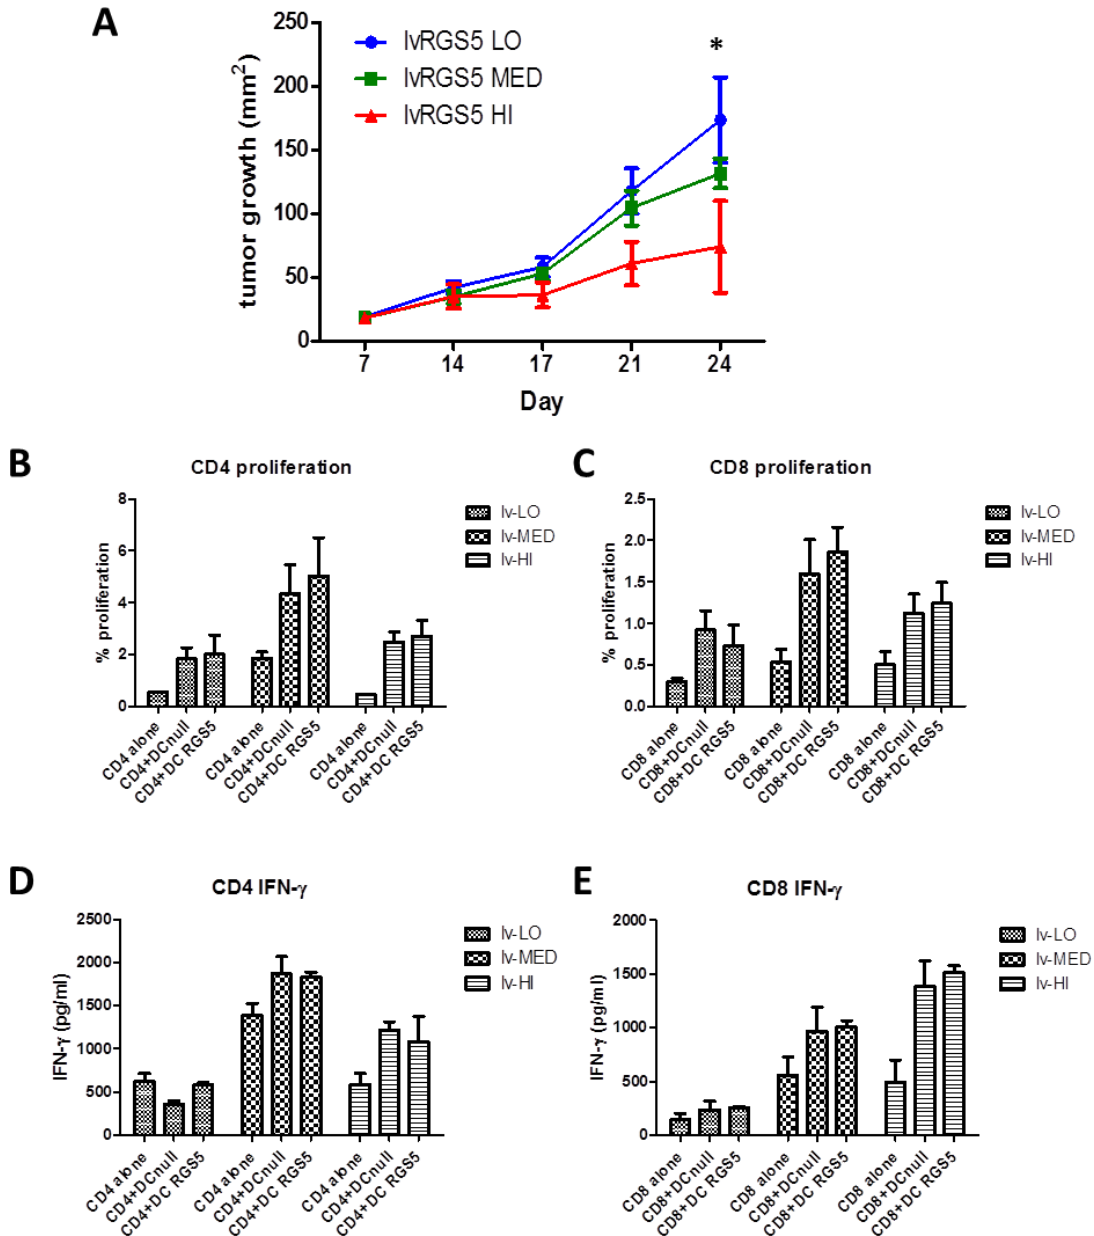 A
250
200
150
100
50
0
tumor growth (mm²)
lvRGS5 LO
lvRGS5 MED
lvRGS5 HI
*
7 14 17 21 24
Day
B
CD4 proliferation
8
6
4
2
0
% proliferation
lv-LO
lv-MED
lv-HI
CD4 alone
CD4+DCnull
CD4+DC RGS5
CD4 alone
CD4+DCnull
CD4+DC RGS5
CD4 alone
CD4+DCnull
CD4+DC RGS5
C
CD8 proliferation
2.5
2.0
1.5
1.0
0.5
0.0
% proliferation
lv-LO
lv-MED
lv-HI
CD8 alone
CD8+DCnull
CD8+DC RGS5
CD8 alone
CD8+DCnull
CD8+DC RGS5
CD8 alone
CD8+DCnull
CD8+DC RGS5
D
CD4 IFN-γ
2500
2000
1500
1000
500
0
IFN-γ (pg/ml)
lv-LO
lv-MED
lv-HI
CD4 alone
CD4+DCnull
CD4+DC RGS5
CD4 alone
CD4+DCnull
CD4+DC RGS5
CD4 alone
CD4+DCnull
CD4+DC RGS5
E
CD8 IFN-γ
2000
1500
1000
500
0
IFN-γ (pg/ml)
lv-LO
lv-MED
lv-HI
CD8 alone
CD8+DCnull
CD8+DC RGS5
CD8 alone
CD8+DCnull
CD8+DC RGS5
CD8 alone
CD8+DCnull
CD8+DC RGS5